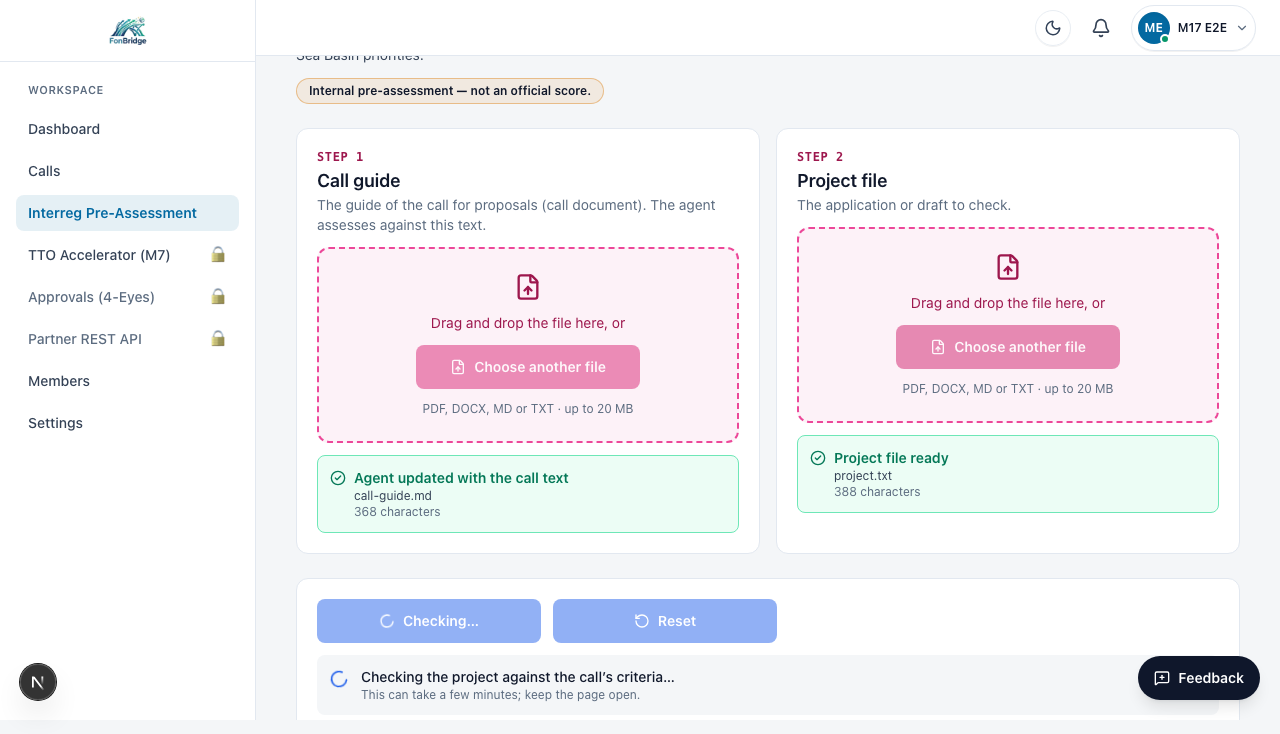 FonBridge
WORKSPACE
Dashboard
Calls
Interreg Pre-Assessment
TTO Accelerator (M7)
Approvals (4-Eyes)
Partner REST API
Members
Settings
N
ME
M17 E2E
Sea Basin priorities.
Internal pre-assessment — not an official score.
STEP 1
Call guide
The guide of the call for proposals (call document). The agent
assesses against this text.
Drag and drop the file here, or
Choose another file
PDF, DOCX, MD or TXT · up to 20 MB
Agent updated with the call text
call-guide.md
368 characters
STEP 2
Project file
The application or draft to check.
Drag and drop the file here, or
Choose another file
PDF, DOCX, MD or TXT · up to 20 MB
Project file ready
project.txt
388 characters
Checking...
Reset
Checking the project against the call's criteria...
This can take a few minutes; keep the page open.
Feedback